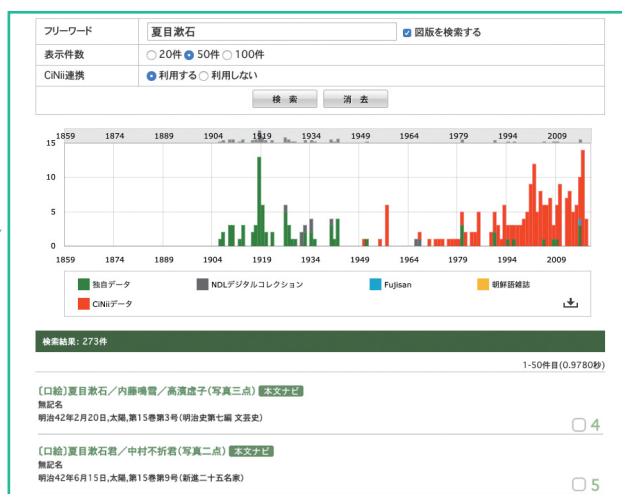 フリーワード 夏目漱石 図版を検索する
表示件数 20件 50件 100件
CiNii連携 利用する 利用しない
検 索 消 去
1859 1874 1889 1904 1919 1934 1949 1964 1979 1994 2009
15
10
5
0
1859 1874 1889 1904 1919 1934 1949 1964 1979 1994 2009
独自データ NDLデジタルコレクション Fujisan 朝鮮語雑誌
CiNiiデータ
検索結果: 273件
1-50件目(0.9780秒)
〔口絵〕夏目漱石／内藤鳴雪／高濱虚子(写真三点) 本文ナビ
無記名
明治42年2月20日,太陽,第15巻第3号(明治史第七編 文芸史)
4
〔口絵〕夏目漱石君／中村不折君(写真二点) 本文ナビ
無記名
明治42年6月15日,太陽,第15巻第9号(新進二十五名家)
5